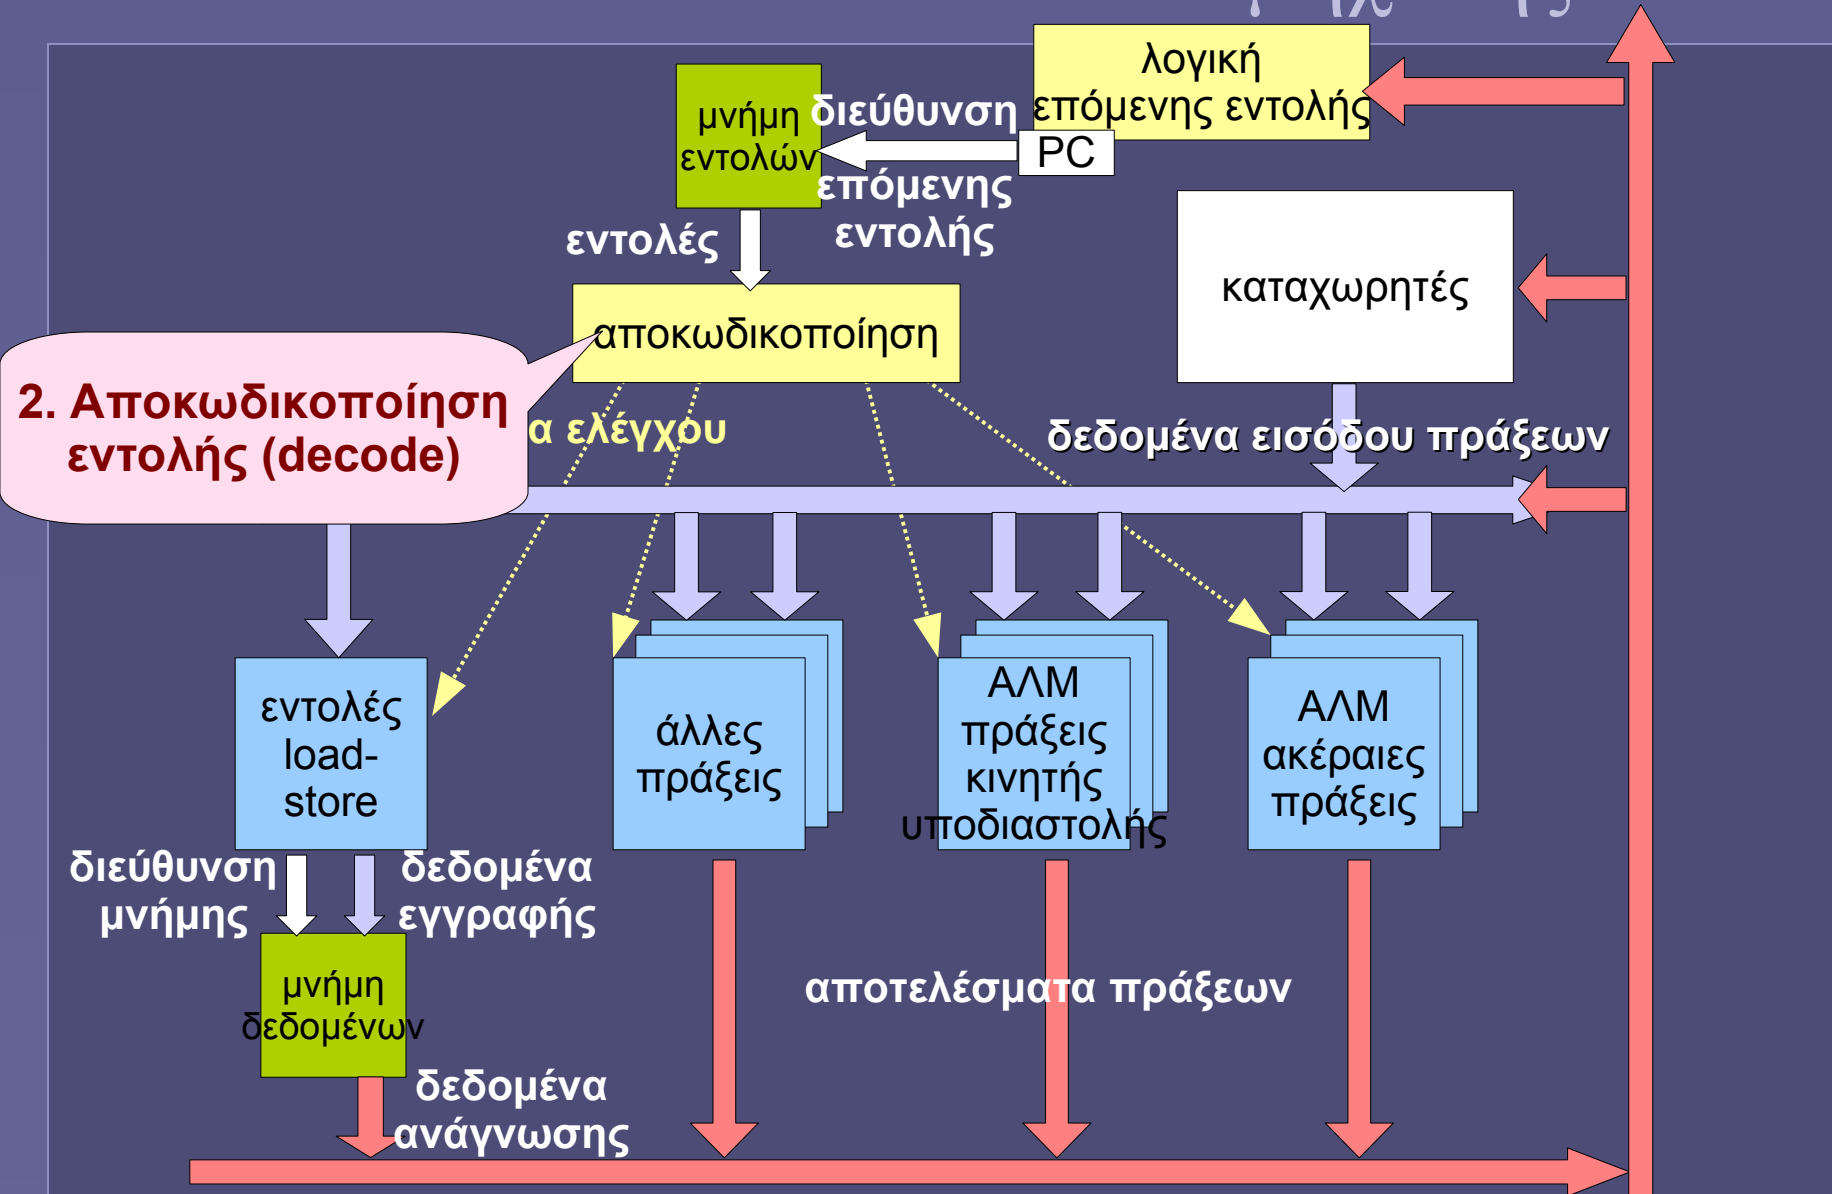 λογική
επόμενης εντολής
PC
μνήμη
εντολών
διεύθυνση
επόμενης
εντολής
εντολές
καταχωρητές
αποκωδικοποίηση
2. Αποκωδικοποίηση
εντολής (decode)
α ελέγχου
δεδομένα εισόδου πράξεων
εντολές
load-
store
άλλες
πράξεις
ΑΛΜ
πράξεις
κινητής
υποδιαστολής
ΑΛΜ
ακέραιες
πράξεις
διεύθυνση
μνήμης
δεδομένα
εγγραφής
μνήμη
δεδομένων
αποτελέσματα πράξεων
δεδομένα
ανάγνωσης